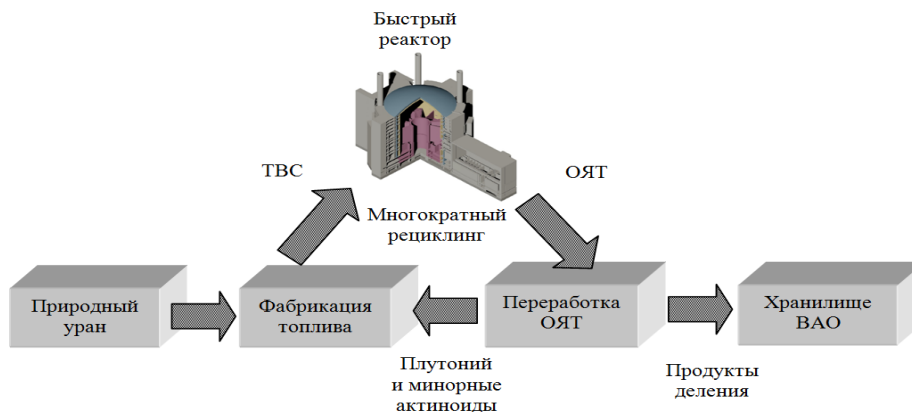 Быстрый
реактор
ТВС
ОЯТ
Многократный
рециклинг
Природный
уран
Фабрикация
топлива
Переработка
ОЯТ
Хранилище
ВАО
Плутоний
и минорные
актиноиды
Продукты
деления